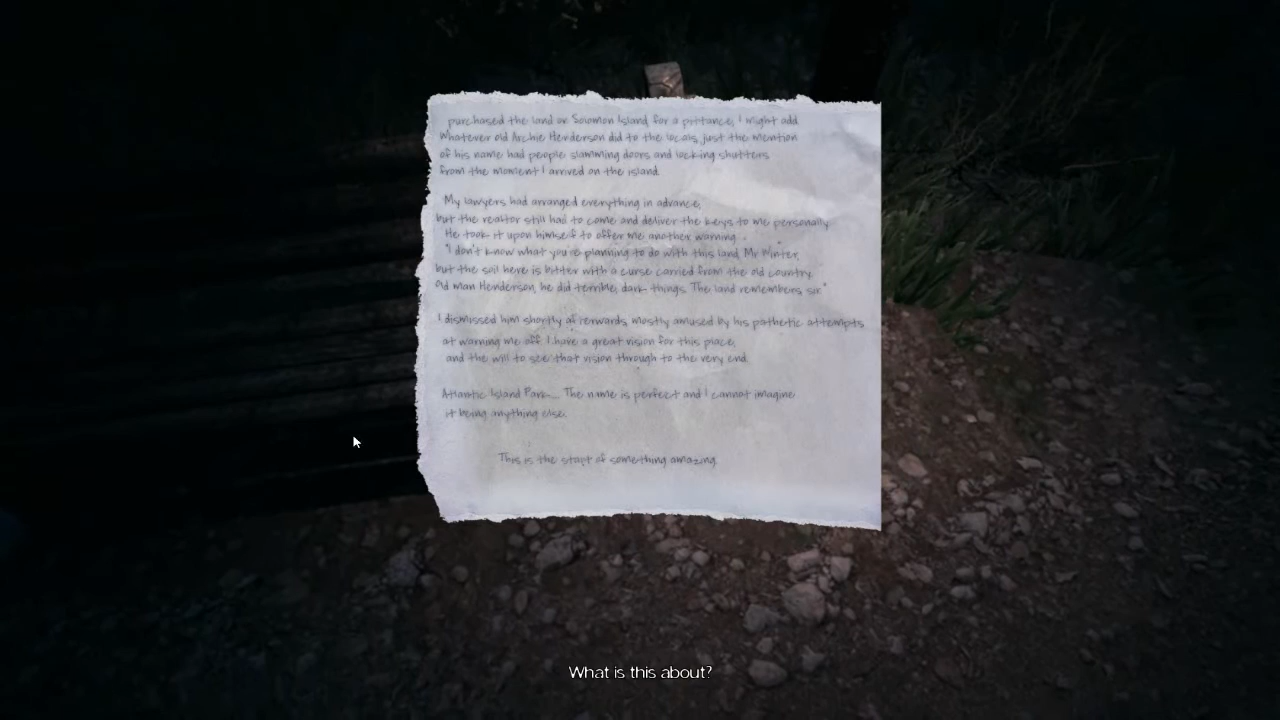 purchased the land on Solomon Island for a pittance, I might add
Whatever old Archie Henderson did to the locals, just the mention
of his name had people slamming doors and locking shutters
from the moment I arrived on the island.
My lawyers had arranged everything in advance,
but the realtor still had to come and deliver the keys to me personally.
He took it upon himself to offer me another warning.
"I don't know what you're planning to do with this land, Mr Winter,
but the soil here is bitter with a curse carried from the old country.
Old man Henderson, he did terrible, dark things. The land remembers, sir."
I dismissed him shortly afterwards, mostly amused by his pathetic attempts
at warning me off. I have a great vision for this place,
and the will to see that vision through to the very end.
Atlantic Island Park... The name is perfect and I cannot imagine
it being anything else.
This is the start of something amazing.
What is this about?